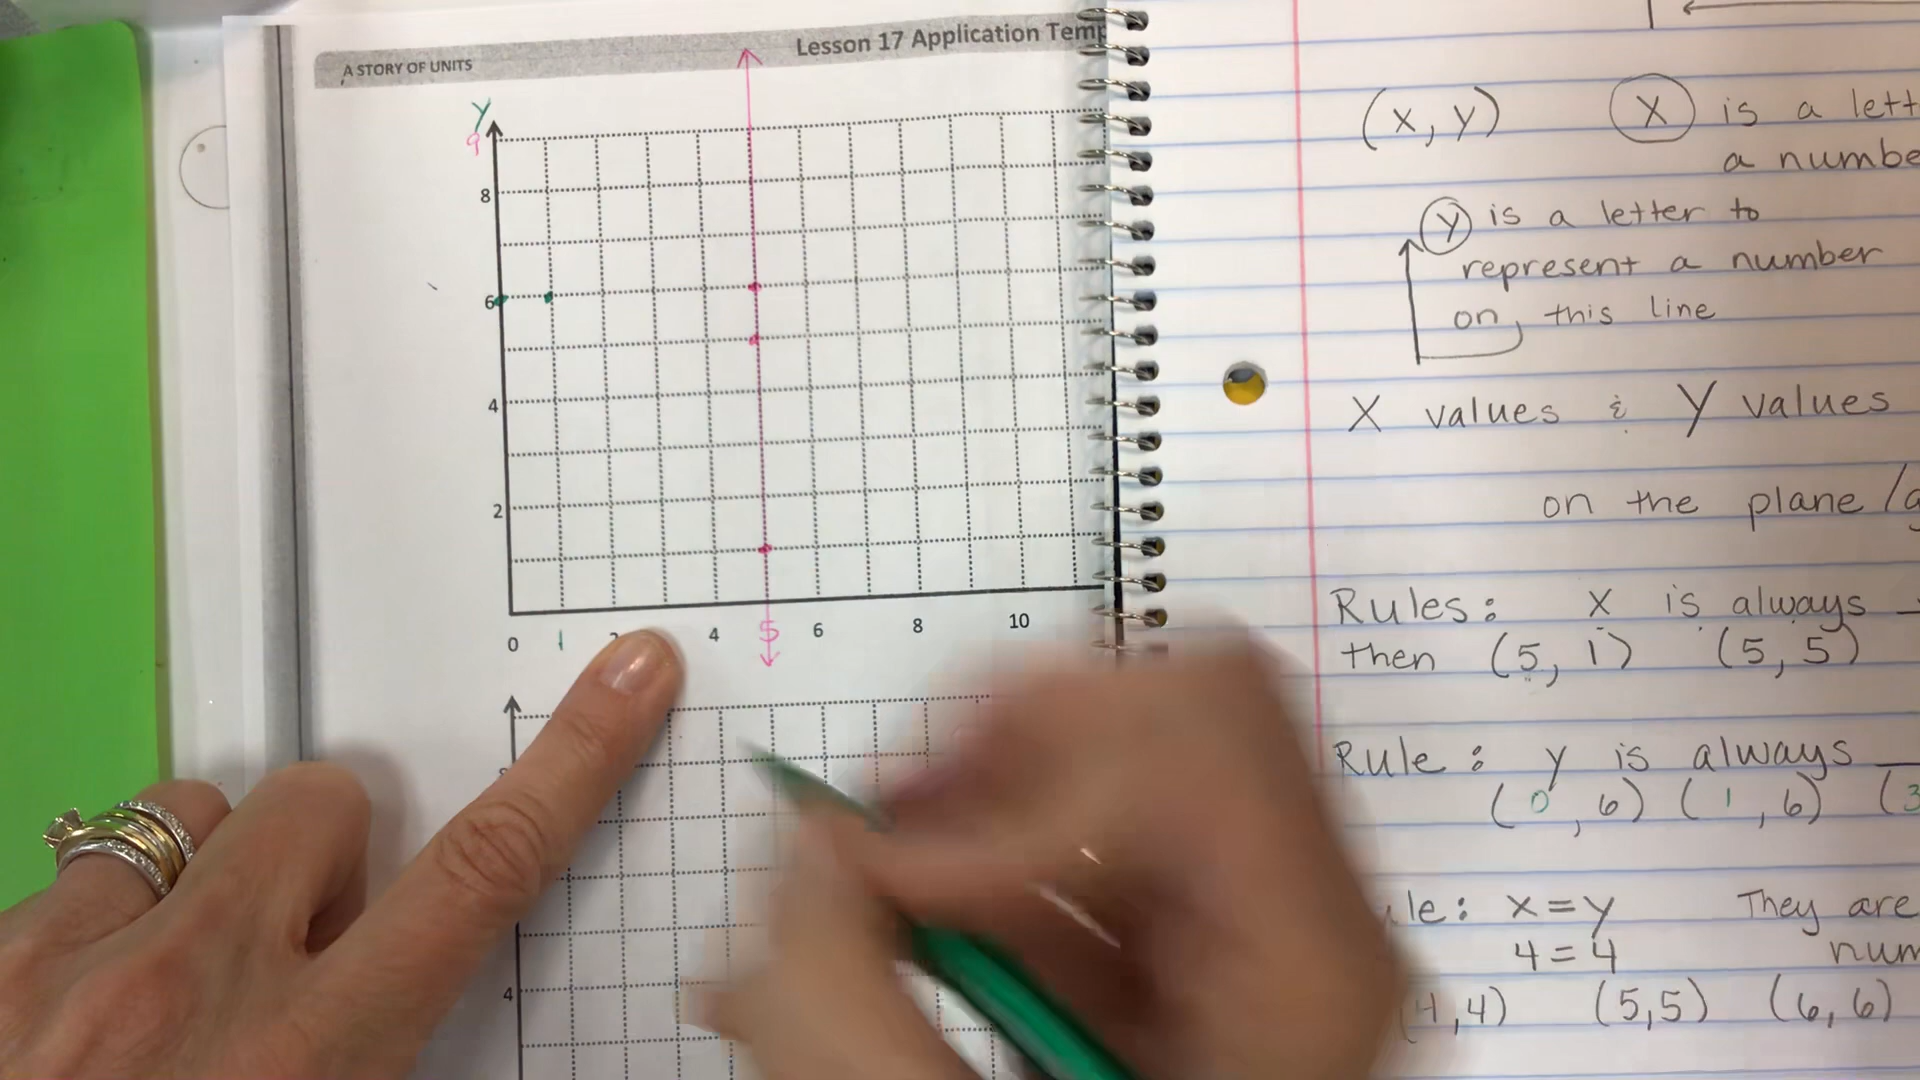 Lesson 17 Application Temp
A STORY OF UNITS
y
9
8
6
4
2
0 1 2 4 5 6 8 10
4
(x, y) x is a lett
a numbe
y is a letter to
represent a number
on this line
X values & Y values
on the plane /g
Rules: X is always
then (5, 1) (5, 5)
Rule: y is always
(0, 6) (1, 6) (3
le: x=y They are
4=4 num
4,4) (5,5) (6,6)